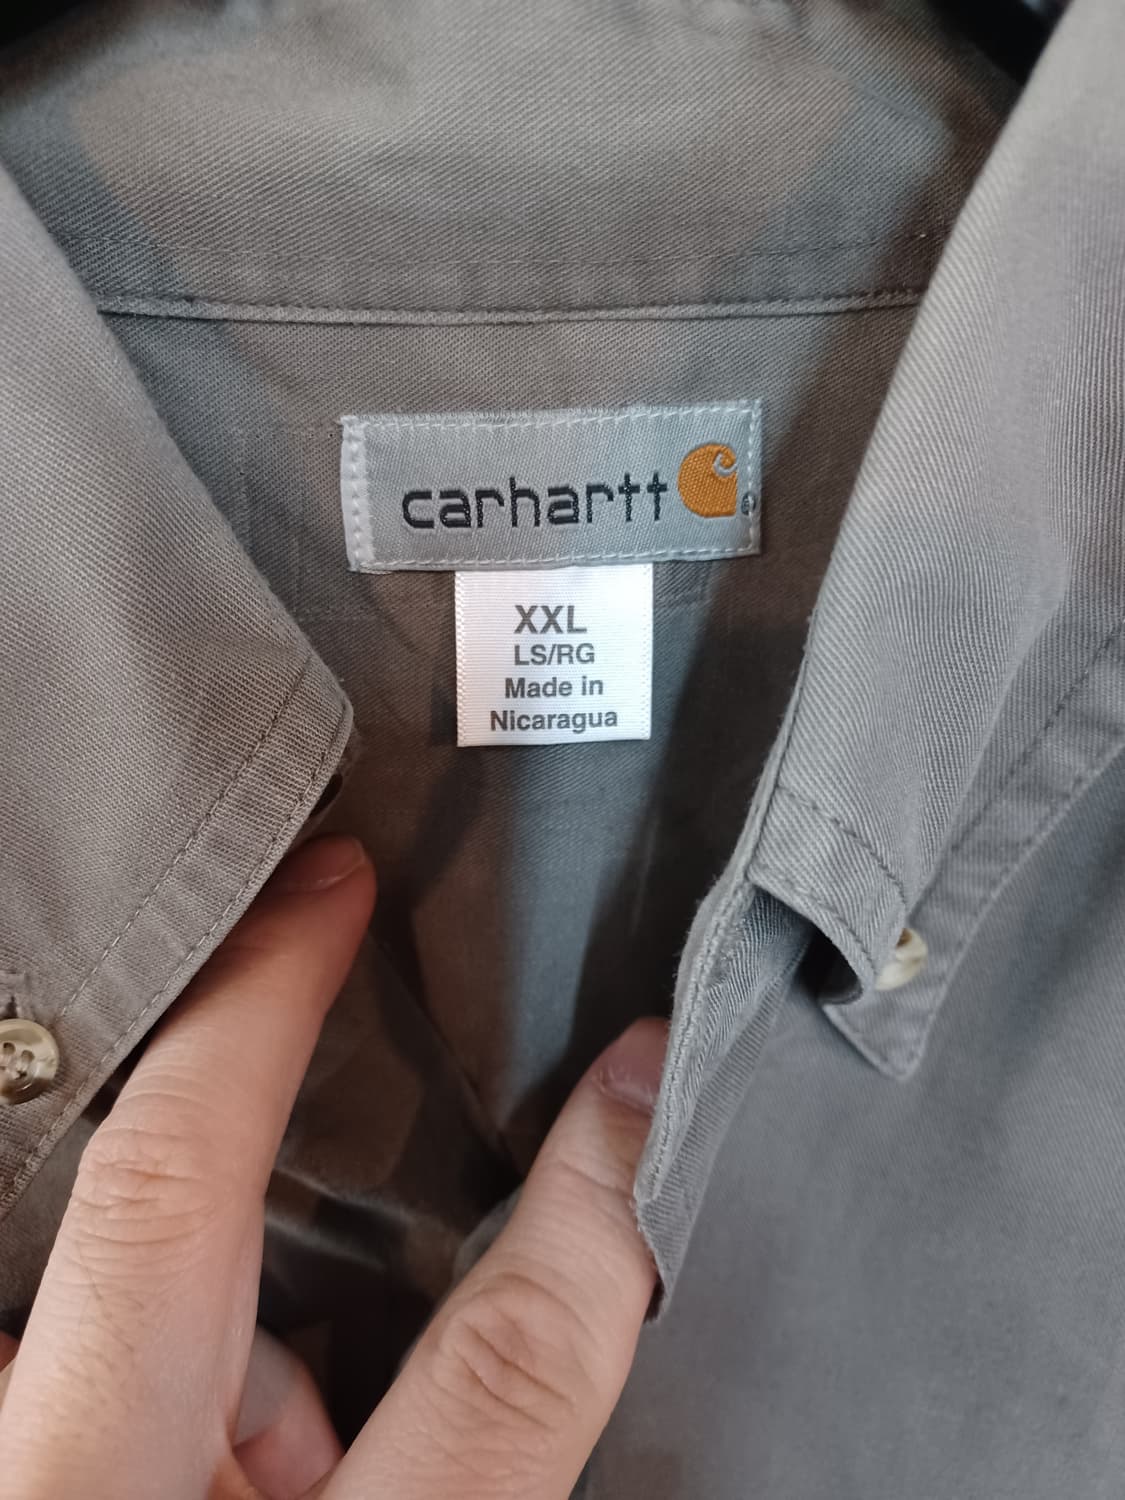 carhartt
XXL
LS/RG
Made in
Nicaragua